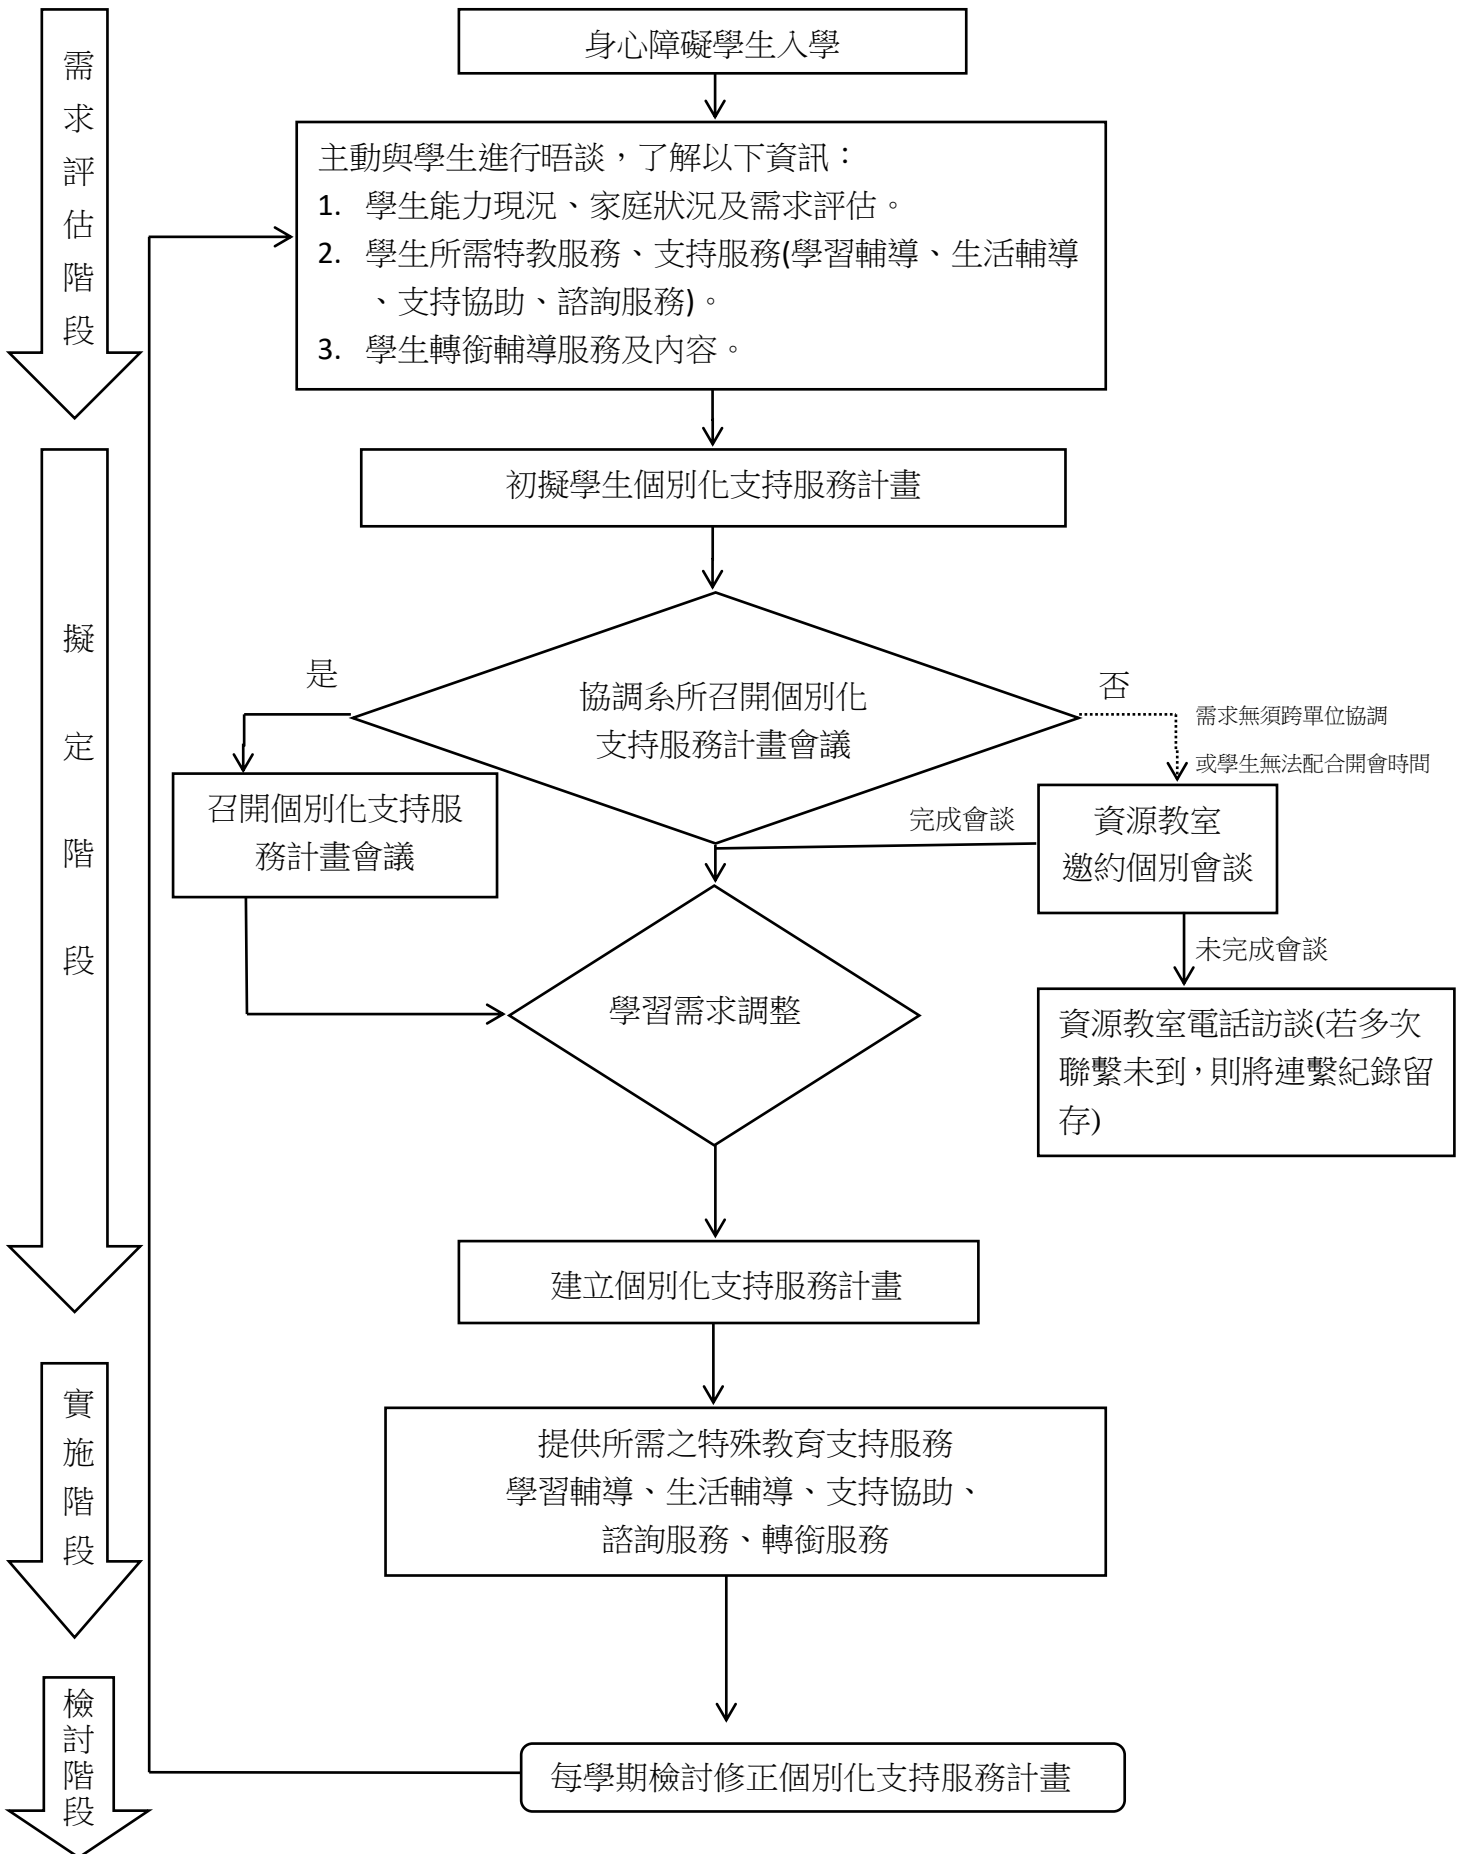 需求評估階段
身心障礙學生入學
主動與學生進行晤談，了解以下資訊：
1. 學生能力現況、家庭狀況及需求評估。
2. 學生所需特教服務、支持服務(學習輔導、生活輔導
、支持協助、諮詢服務)。
3. 學生轉銜輔導服務及內容。
擬定階段
初擬學生個別化支持服務計畫
協調系所召開個別化
支持服務計畫會議
是
否
需求無須跨單位協調
或學生無法配合開會時間
召開個別化支持服
務計畫會議
完成會談
資源教室
邀約個別會談
未完成會談
學習需求調整
資源教室電話訪談(若多次
聯繫未到，則將連繫紀錄留
存)
建立個別化支持服務計畫
實施階段
提供所需之特殊教育支持服務
學習輔導、生活輔導、支持協助、
諮詢服務、轉銜服務
檢討階段
每學期檢討修正個別化支持服務計畫